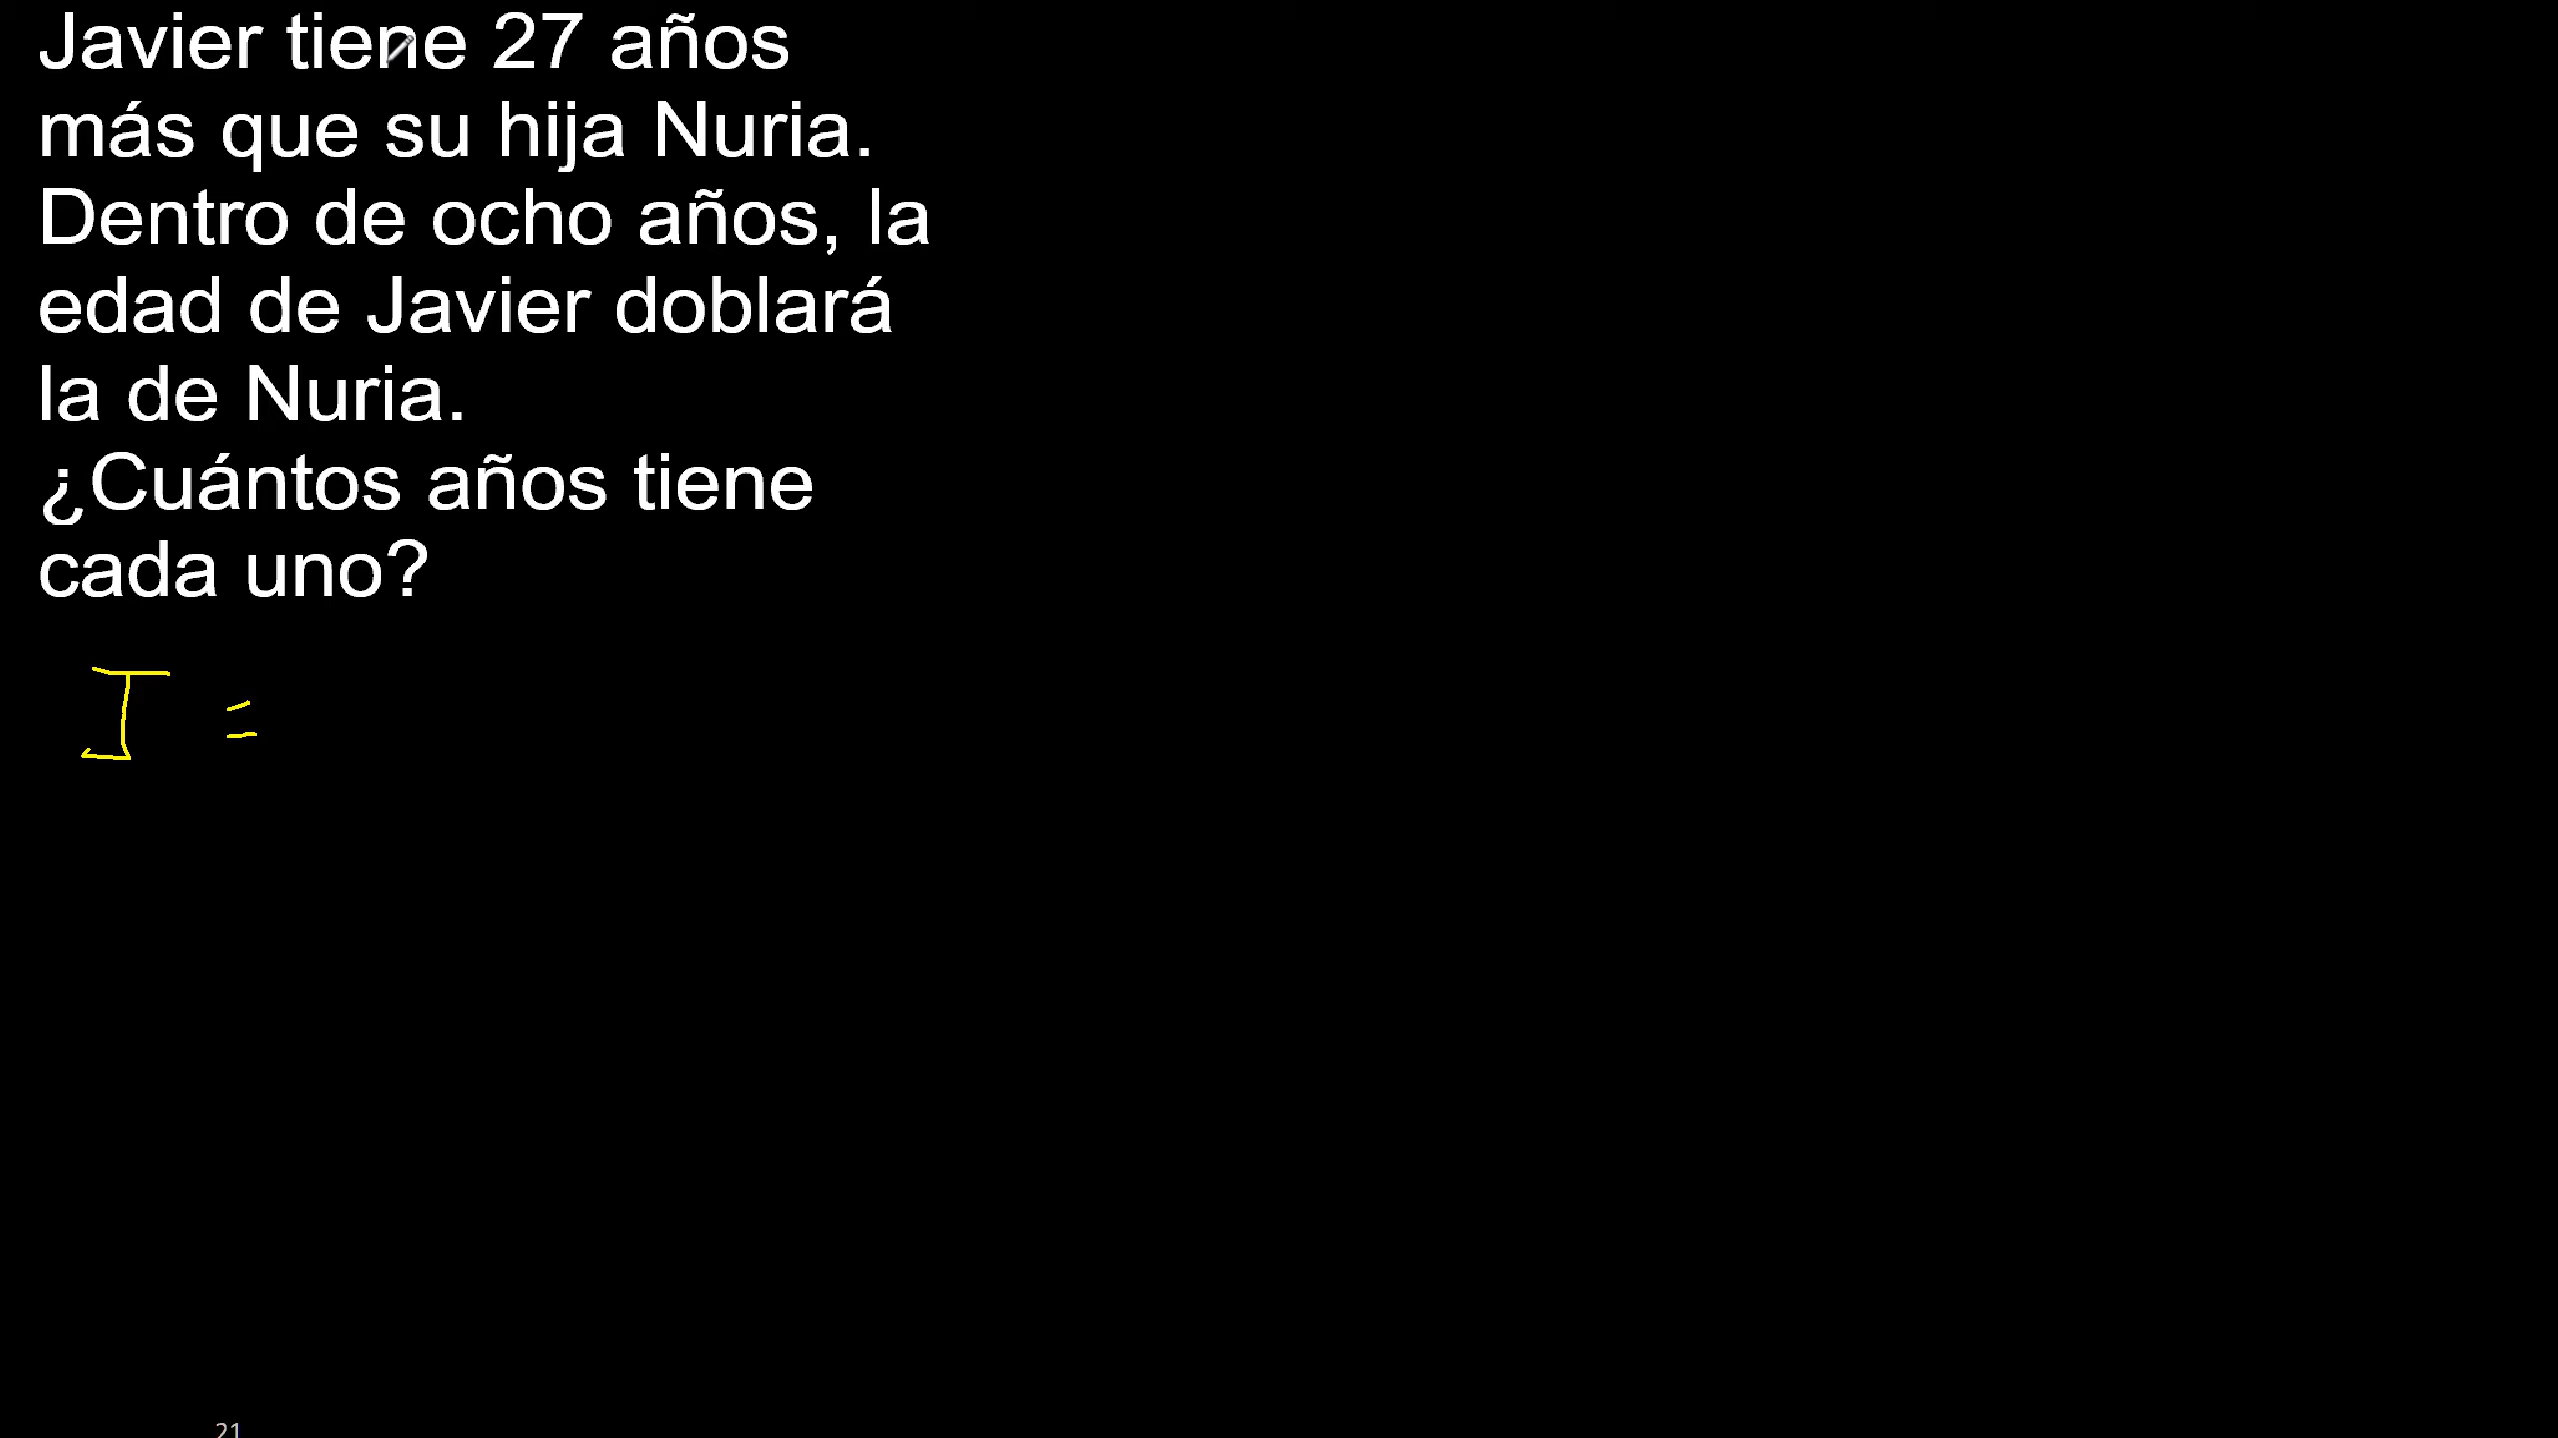 Javier tiene 27 años
más que su hija Nuria.
Dentro de ocho años, la
edad de Javier doblará
la de Nuria.
¿Cuántos años tiene
cada uno?
J =
21